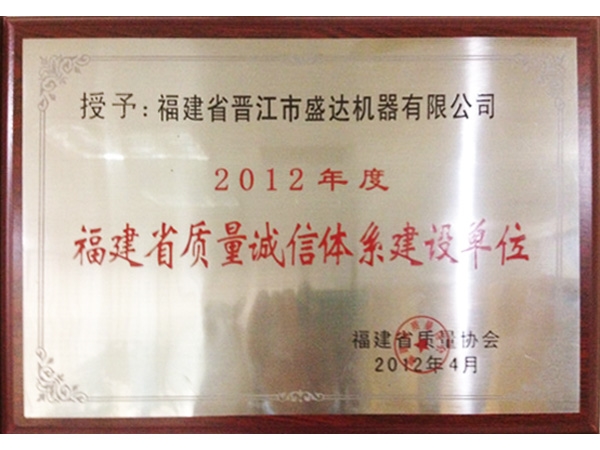 授予：福建省晋江市盛达机器有限公司
2012年度
福建省质量诚信体系建设单位
福建省质量协会
2012年4月